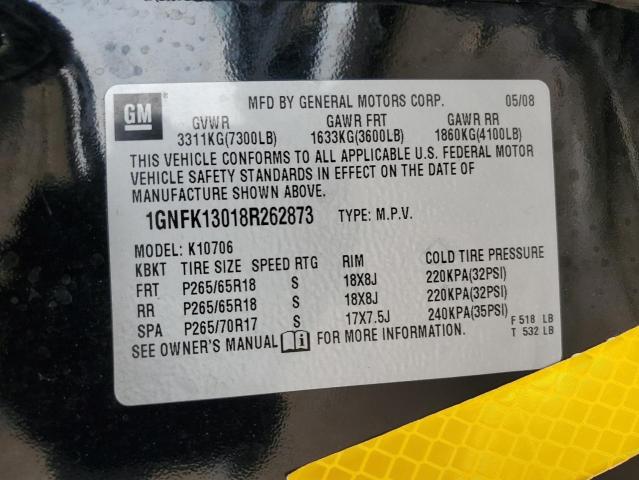 GM
MFD BY GENERAL MOTORS CORP. 05/08
GVWR GAWR FRT GAWR RR
3311KG(7300LB) 1633KG(3600LB) 1860KG(4100LB)
THIS VEHICLE CONFORMS TO ALL APPLICABLE U.S. FEDERAL MOTOR
VEHICLE SAFETY STANDARDS IN EFFECT ON THE DATE OF
MANUFACTURE SHOWN ABOVE.
1GNFK13018R262873 TYPE: M.P.V.
MODEL: K10706
KBKT TIRE SIZE SPEED RTG RIM COLD TIRE PRESSURE
FRT P265/65R18 S 18X8J 220KPA(32PSI)
RR P265/65R18 S 18X8J 220KPA(32PSI)
SPA P265/70R17 S 17X7.5J 240KPA(35PSI) F 518 LB
SEE OWNER'S MANUAL FOR MORE INFORMATION. T 532 LB